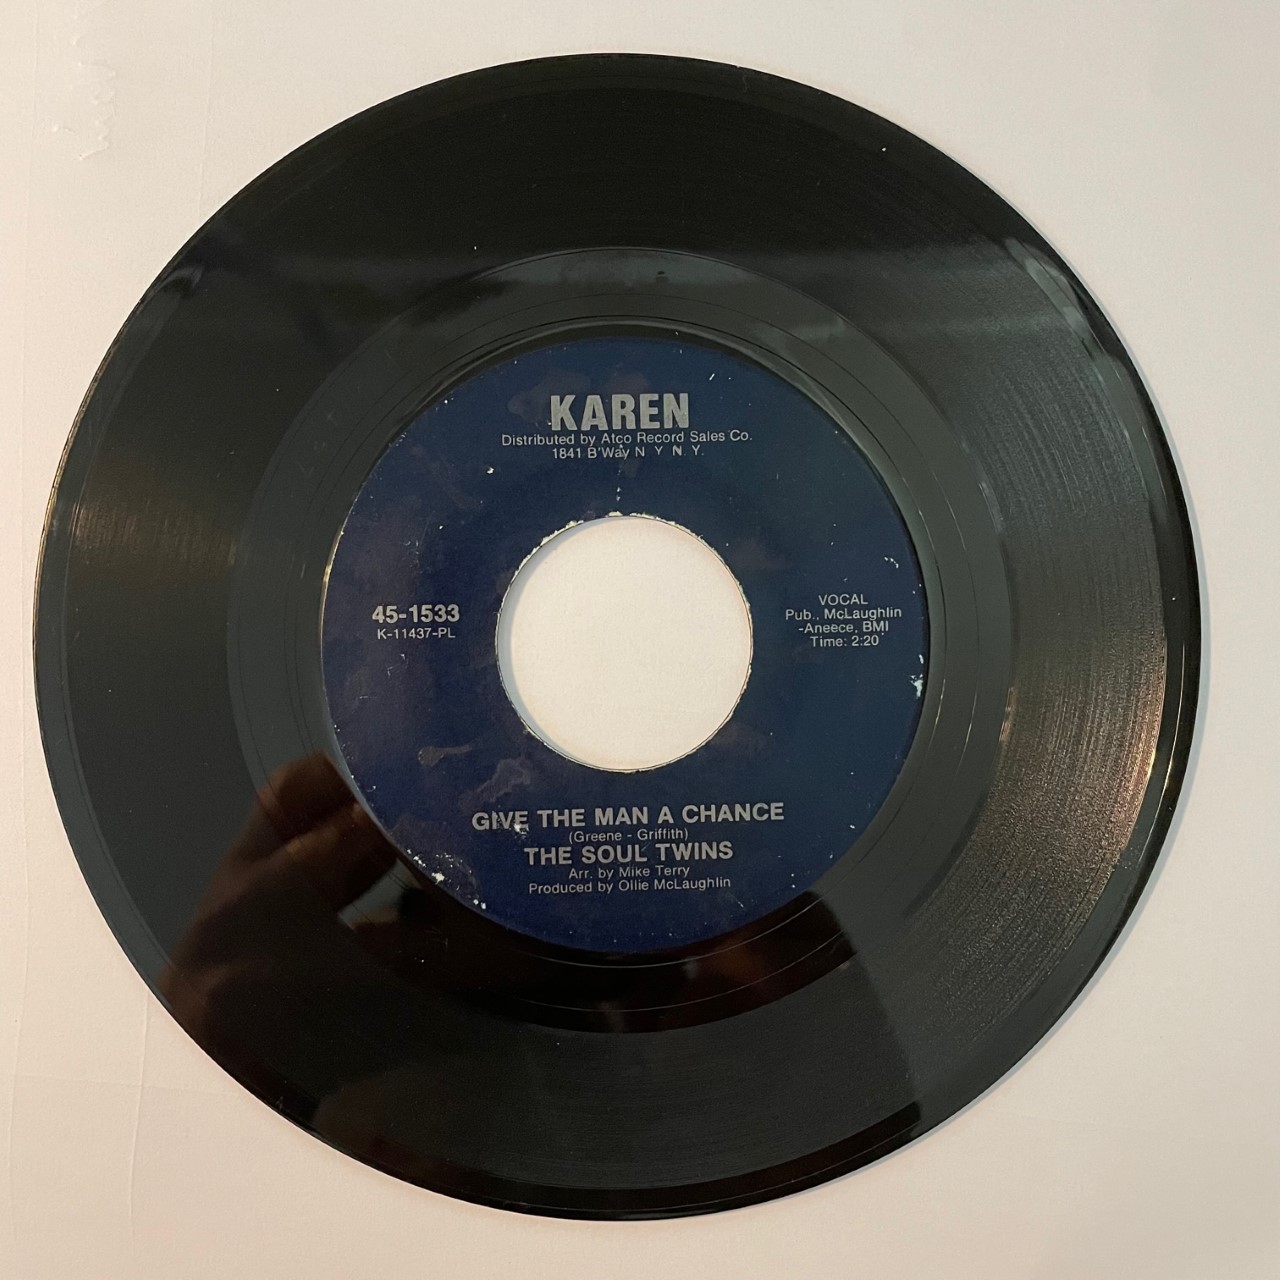 KAREN
Distributed by Atco Record Sales Co.
1841 B'Way N Y N. Y.
45-1533
K-11437-PL
VOCAL
Pub., McLaughlin
-Aneece, BMI
Time: 2:20
GIVE THE MAN A CHANCE
(Greene - Griffith)
THE SOUL TWINS
Arr. by Mike Terry
Produced by Ollie McLaughlin